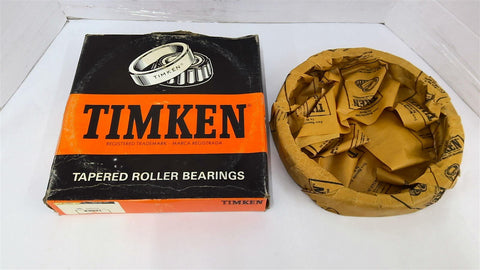 TIMKEN
TIMKEN
REGISTERED TRADEMARK · MARCA REGISTRADA
TAPERED ROLLER BEARINGS
TIMKEN